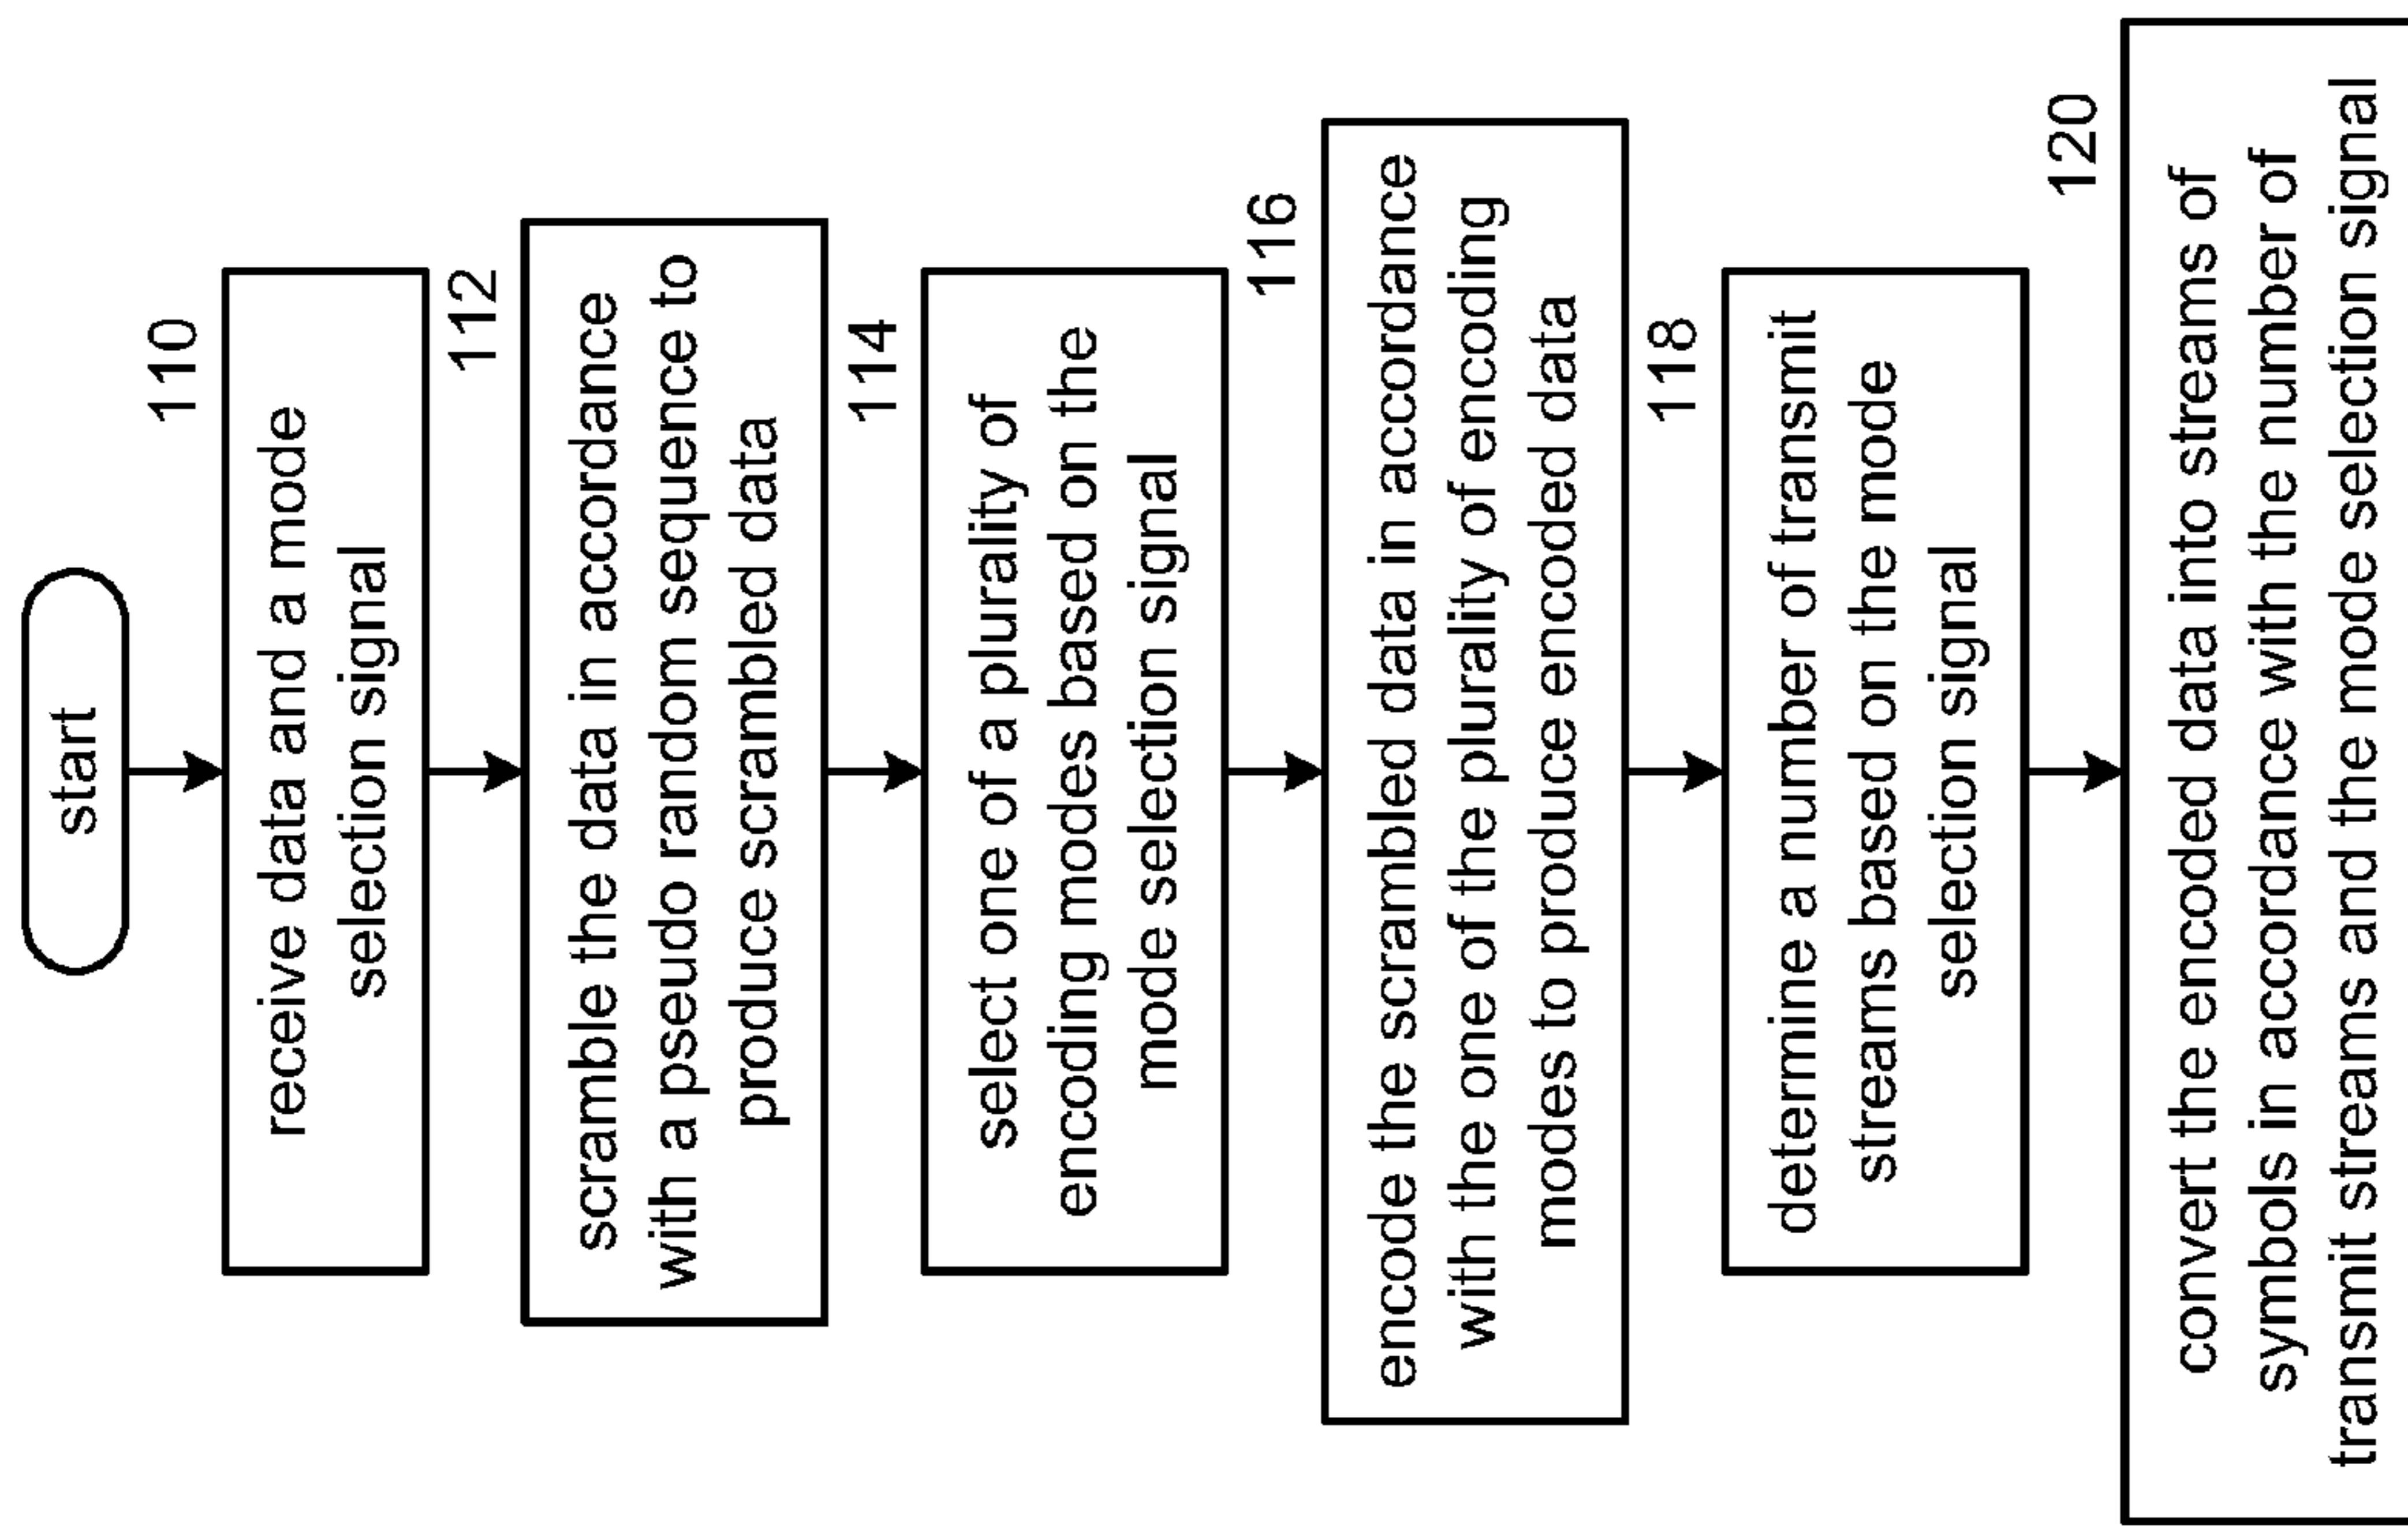 start
110
receive data and a mode
selection signal
112
scramble the data in accordance
with a pseudo random sequence to
produce scrambled data
114
select one of a plurality of
encoding modes based on the
mode selection signal
116
encode the scrambled data in accordance
with the one of the plurality of encoding
modes to produce encoded data
118
determine a number of transmit
streams based on the mode
selection signal
120
convert the encoded data into streams of
symbols in accordance with the number of
transmit streams and the mode selection signal